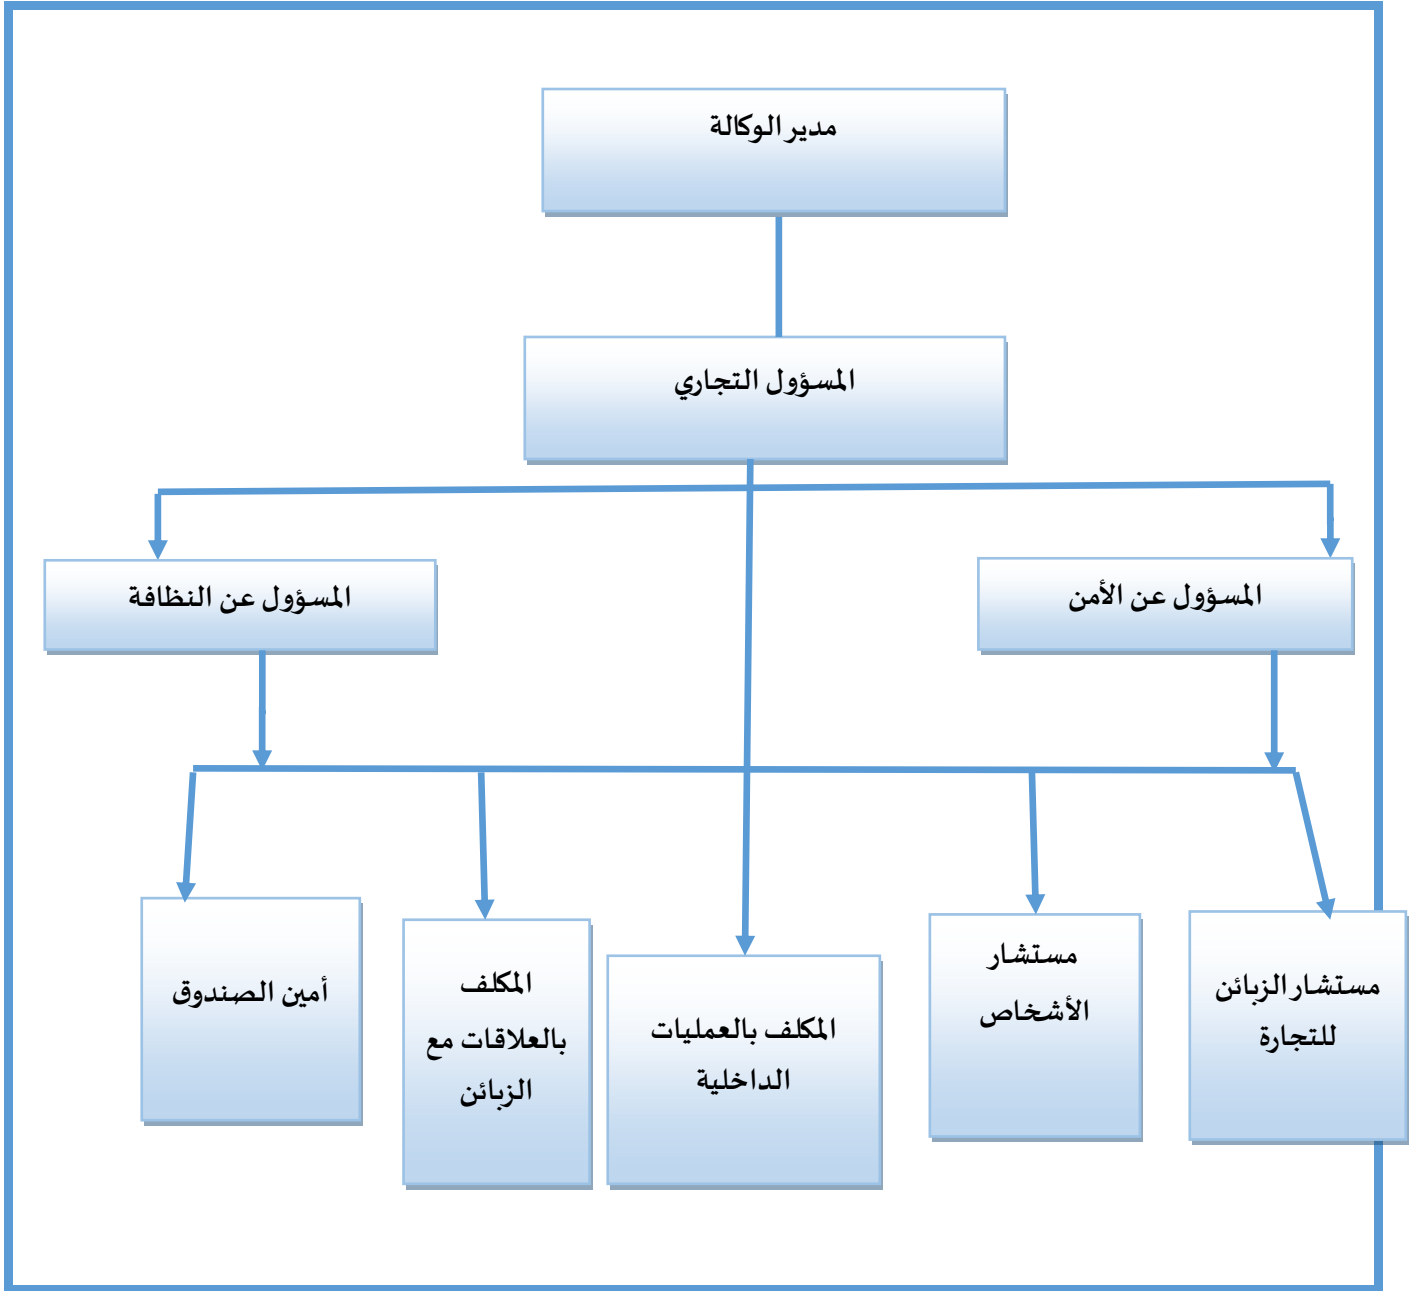 مدير الوكالة
المسؤول التجاري
المسؤول عن الأمن
المسؤول عن النظافة
مستشار الزبائن
للتجارة
مستشار
الأشخاص
المكلف بالعمليات
الداخلية
المكلف
بالعلاقات مع
الزبائن
أمين الصندوق